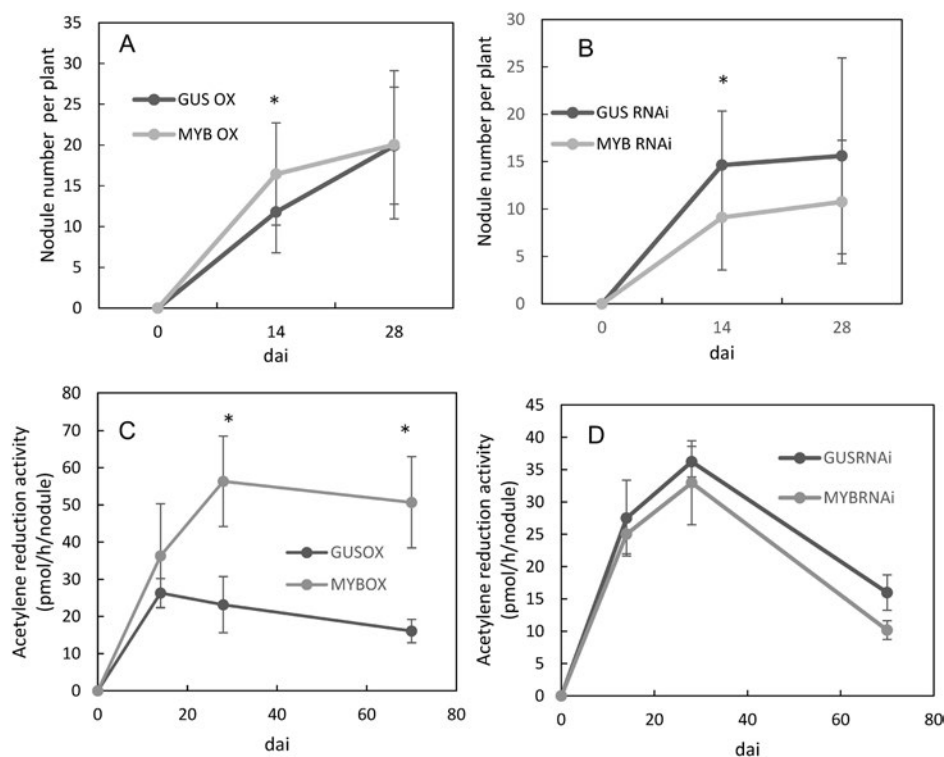 A
Nodule number per plant
35
30
25
20
15
10
5
0
GUS OX
MYB OX
*
0 14 28
dai
B
Nodule number per plant
30
25
20
15
10
5
0
GUS RNAi
MYB RNAi
*
0 14 28
dai
C
Acetylene reduction activity
(pmol/h/nodule)
80
70
60
50
40
30
20
10
0
* *
GUSOX
MYBOX
0 20 40 60 80
dai
D
Acetylene reduction activity
(pmol/h/nodule)
45
40
35
30
25
20
15
10
5
0
GUSRNAi
MYBRNAi
0 20 40 60 80
dai